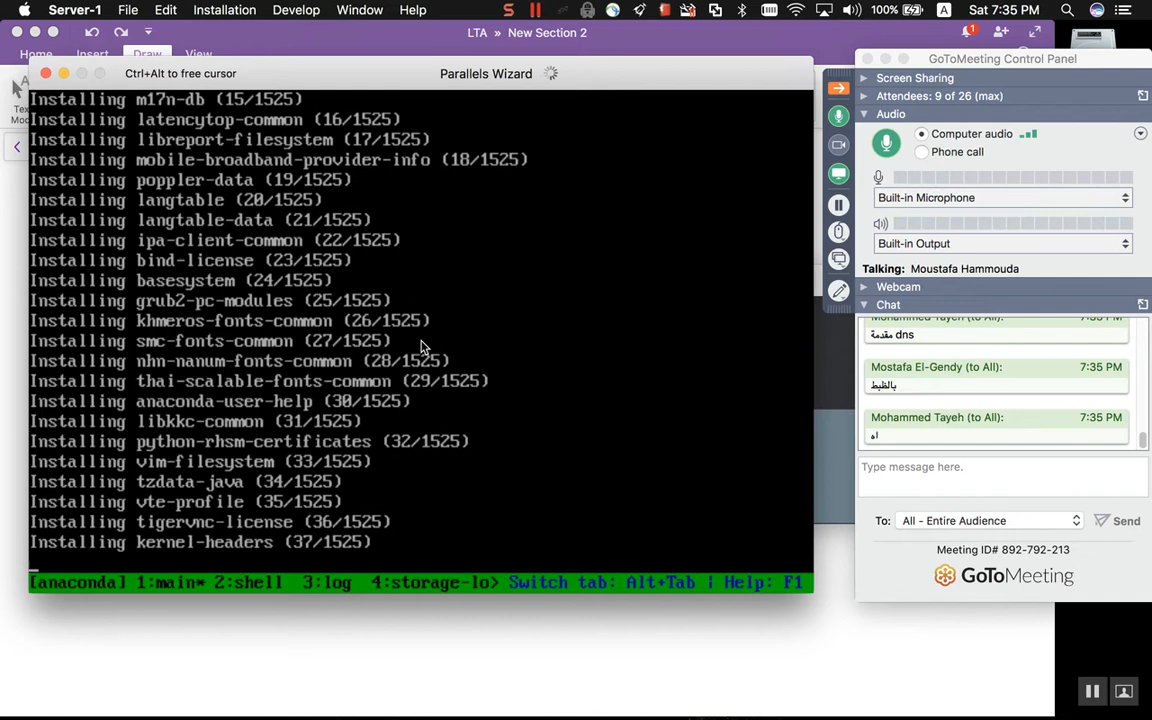 Server-1 File Edit Installation Develop Window Help
100%
A
Sat 7:35 PM
LTA » New Section 2
1
Home Insert Draw View
Ctrl+Alt to free cursor
Parallels Wizard
Installing m17n-db (15/1525)
Installing latencytop-common (16/1525)
Installing libreport-filesystem (17/1525)
Installing mobile-broadband-provider-info (18/1525)
Installing poppler-data (19/1525)
Installing langtable (20/1525)
Installing langtable-data (21/1525)
Installing ipa-client-common (22/1525)
Installing bind-license (23/1525)
Installing basesystem (24/1525)
Installing grub2-pc-modules (25/1525)
Installing khmeros-fonts-common (26/1525)
Installing smc-fonts-common (27/1525)
Installing nhn-nanum-fonts-common (28/1525)
Installing thai-scalable-fonts-common (29/1525)
Installing anaconda-user-help (30/1525)
Installing libkkc-common (31/1525)
Installing python-rhsm-certificates (32/1525)
Installing vim-filesystem (33/1525)
Installing tzdata-java (34/1525)
Installing vte-profile (35/1525)
Installing tigervnc-license (36/1525)
Installing kernel-headers (37/1525)
[anaconda] 1:main* 2:shell 3:log 4:storage-lo> Switch tab: Alt+Tab | Help: F1
GoToMeeting Control Panel
Screen Sharing
Attendees: 9 of 26 (max)
Audio
Computer audio
Phone call
Built-in Microphone
Built-in Output
Talking: Moustafa Hammouda
Webcam
Chat
Mohammed Tayeh (to All): 7:35 PM
مقدمة dns
Mostafa El-Gendy (to All): 7:35 PM
بالظبط
Mohammed Tayeh (to All): 7:35 PM
اه
Type message here.
To: All - Entire Audience Send
Meeting ID# 892-792-213
GoToMeeting